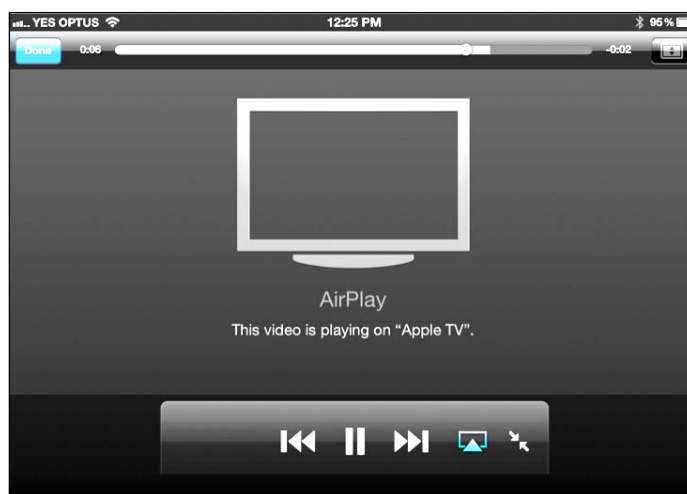 YES OPTUS 12:25 PM 95%
Done 0:06 -0:02
AirPlay
This video is playing on “Apple TV”.